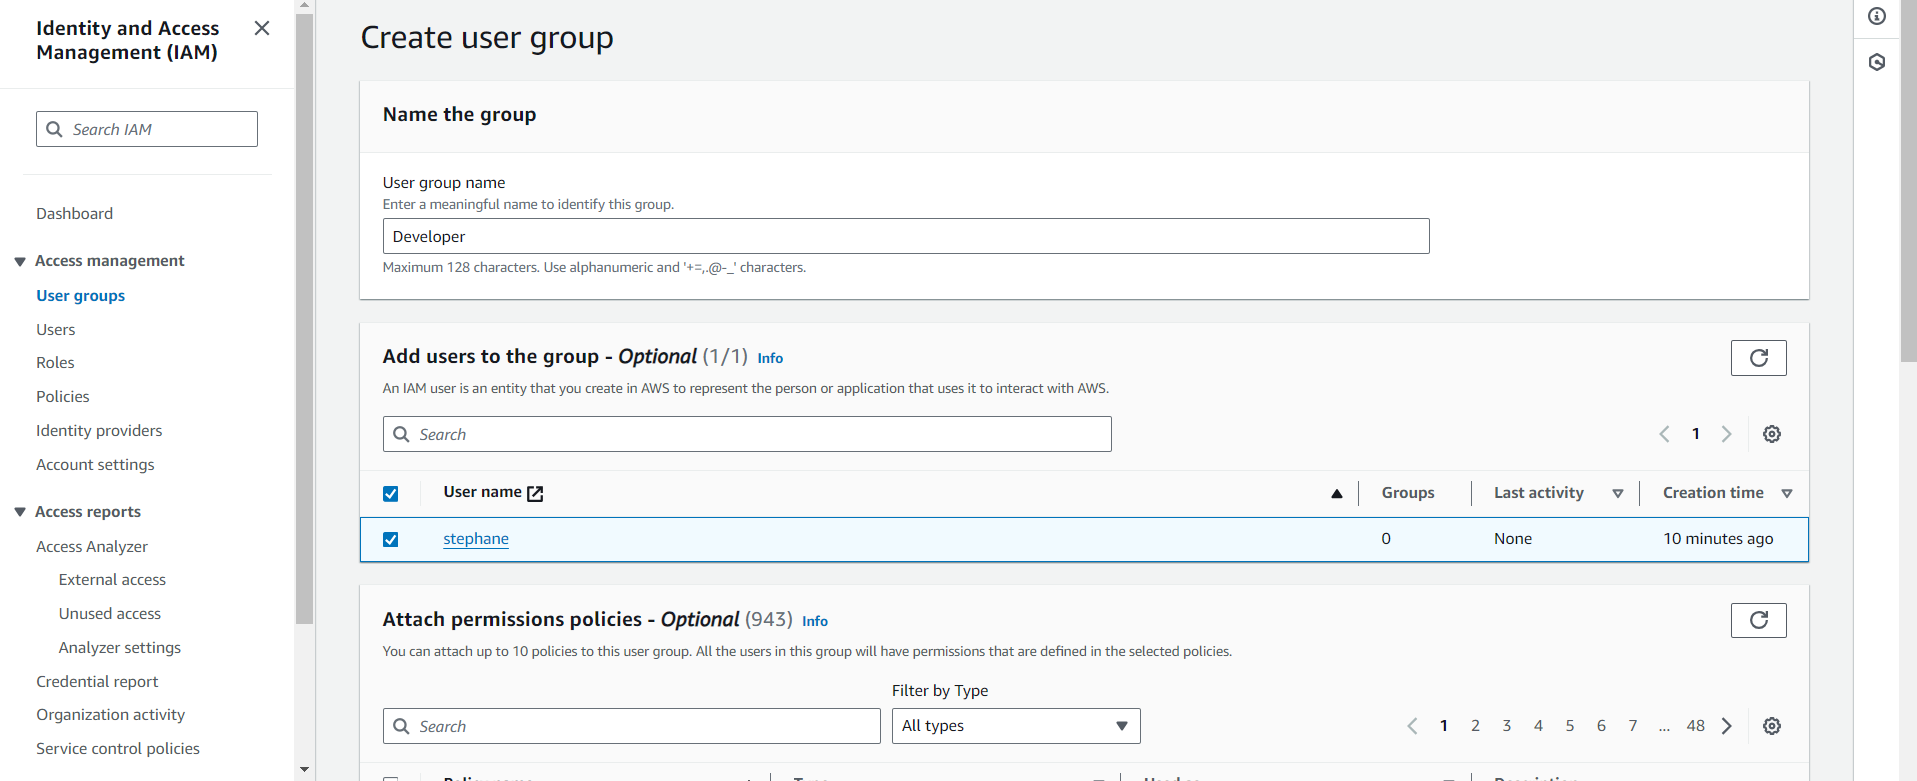 Identity and Access
Management (IAM)
Search IAM
Dashboard
Access management
User groups
Users
Roles
Policies
Identity providers
Account settings
Access reports
Access Analyzer
External access
Unused access
Analyzer settings
Credential report
Organization activity
Service control policies
Create user group
Name the group
User group name
Enter a meaningful name to identify this group.
Developer
Maximum 128 characters. Use alphanumeric and '+=,.@-_' characters.
Add users to the group - Optional (1/1) Info
An IAM user is an entity that you create in AWS to represent the person or application that uses it to interact with AWS.
Search
1
User name Groups Last activity Creation time
stephane 0 None 10 minutes ago
Attach permissions policies - Optional (943) Info
You can attach up to 10 policies to this user group. All the users in this group will have permissions that are defined in the selected policies.
Filter by Type
Search All types 1 2 3 4 5 6 7 ... 48